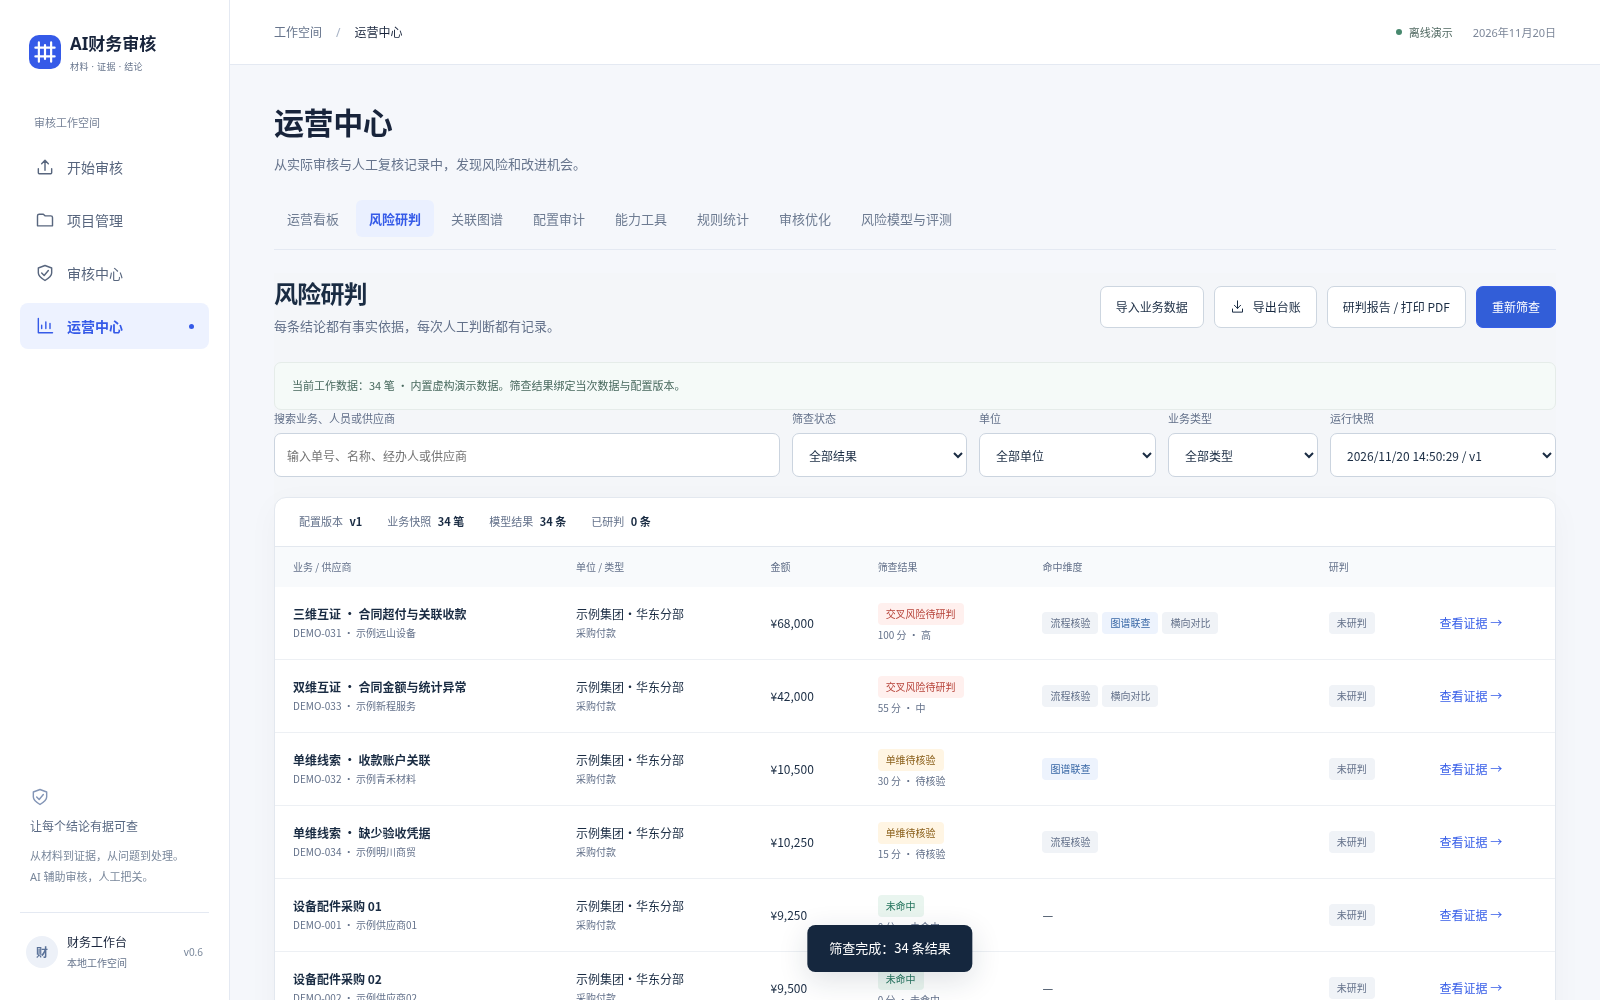 AI财务审核
材料 · 证据 · 结论
审核工作空间
开始审核
项目管理
审核中心
运营中心
让每个结论有据可查
从材料到证据，从问题到处理。
AI 辅助审核，人工把关。
财
财务工作台
本地工作空间
v0.6
工作空间 / 运营中心
离线演示
2026年11月20日
运营中心
从实际审核与人工复核记录中，发现风险和改进机会。
运营看板 风险研判 关联图谱 配置审计 能力工具 规则统计 审核优化 风险模型与评测
风险研判
每条结论都有事实依据，每次人工判断都有记录。
导入业务数据 导出台账 研判报告 / 打印 PDF 重新筛查
当前工作数据：34 笔 · 内置虚构演示数据。筛查结果绑定当次数据与配置版本。
搜索业务、人员或供应商 筛查状态 单位 业务类型 运行快照
输入单号、名称、经办人或供应商 全部结果 全部单位 全部类型 2026/11/20 14:50:29 / v1
配置版本 v1 业务快照 34 笔 模型结果 34 条 已研判 0 条
业务 / 供应商 单位 / 类型 金额 筛查结果 命中维度 研判
三维互证 · 合同超付与关联收款
DEMO-031 · 示例远山设备
示例集团·华东分部
采购付款
¥68,000
交叉风险待研判
100 分 · 高
流程核验 图谱联查 横向对比
未研判
查看证据 →
双维互证 · 合同金额与统计异常
DEMO-033 · 示例新程服务
示例集团·华东分部
采购付款
¥42,000
交叉风险待研判
55 分 · 中
流程核验 横向对比
未研判
查看证据 →
单维线索 · 收款账户关联
DEMO-032 · 示例青禾材料
示例集团·华东分部
采购付款
¥10,500
单维待核验
30 分 · 待核验
图谱联查
未研判
查看证据 →
单维线索 · 缺少验收凭据
DEMO-034 · 示例明川商贸
示例集团·华东分部
采购付款
¥10,250
单维待核验
15 分 · 待核验
流程核验
未研判
查看证据 →
设备配件采购 01
DEMO-001 · 示例供应商01
示例集团·华东分部
采购付款
¥9,250
未命中
—
未研判
查看证据 →
设备配件采购 02
DEMO-002 · 示例供应商02
示例集团·华东分部
采购付款
¥9,500
未命中
0 分 · 未命中
—
未研判
查看证据 →
筛查完成：34 条结果